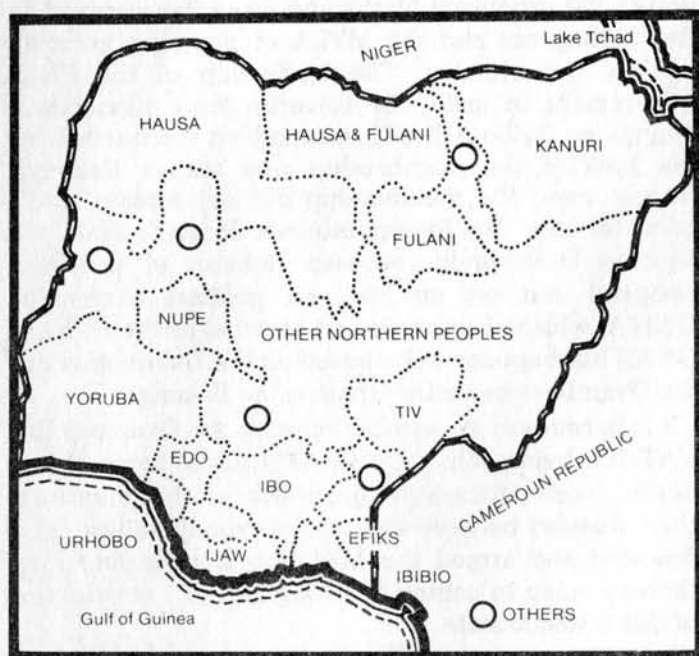 NIGER
Lake Tchad
HAUSA
HAUSA & FULANI
KANURI
FULANI
NUPE
OTHER NORTHERN PEOPLES
YORUBA
TIV
EDO
IBO
CAMEROUN REPUBLIC
URHOBO
IJAW
EFIKS
IBIBIO
OTHERS
Gulf of Guinea